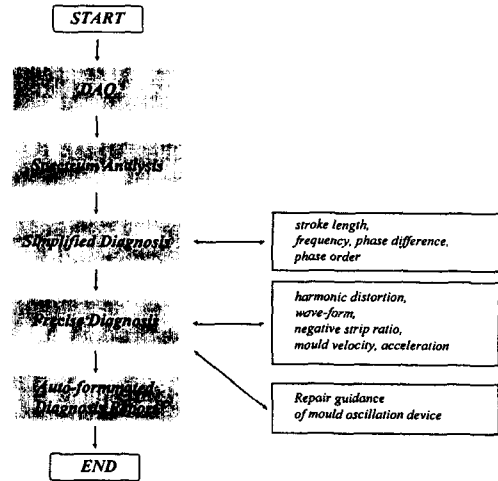 START
DAQ
Spectrum Analysis
Simplified Diagnosis
stroke length,
frequency, phase difference,
phase order
Precise Diagnosis
harmonic distortion,
wave-form,
negative strip ratio,
mould velocity, acceleration
Auto-formmated
Diagnosis Report
Repair guidance
of mould oscillation device
END